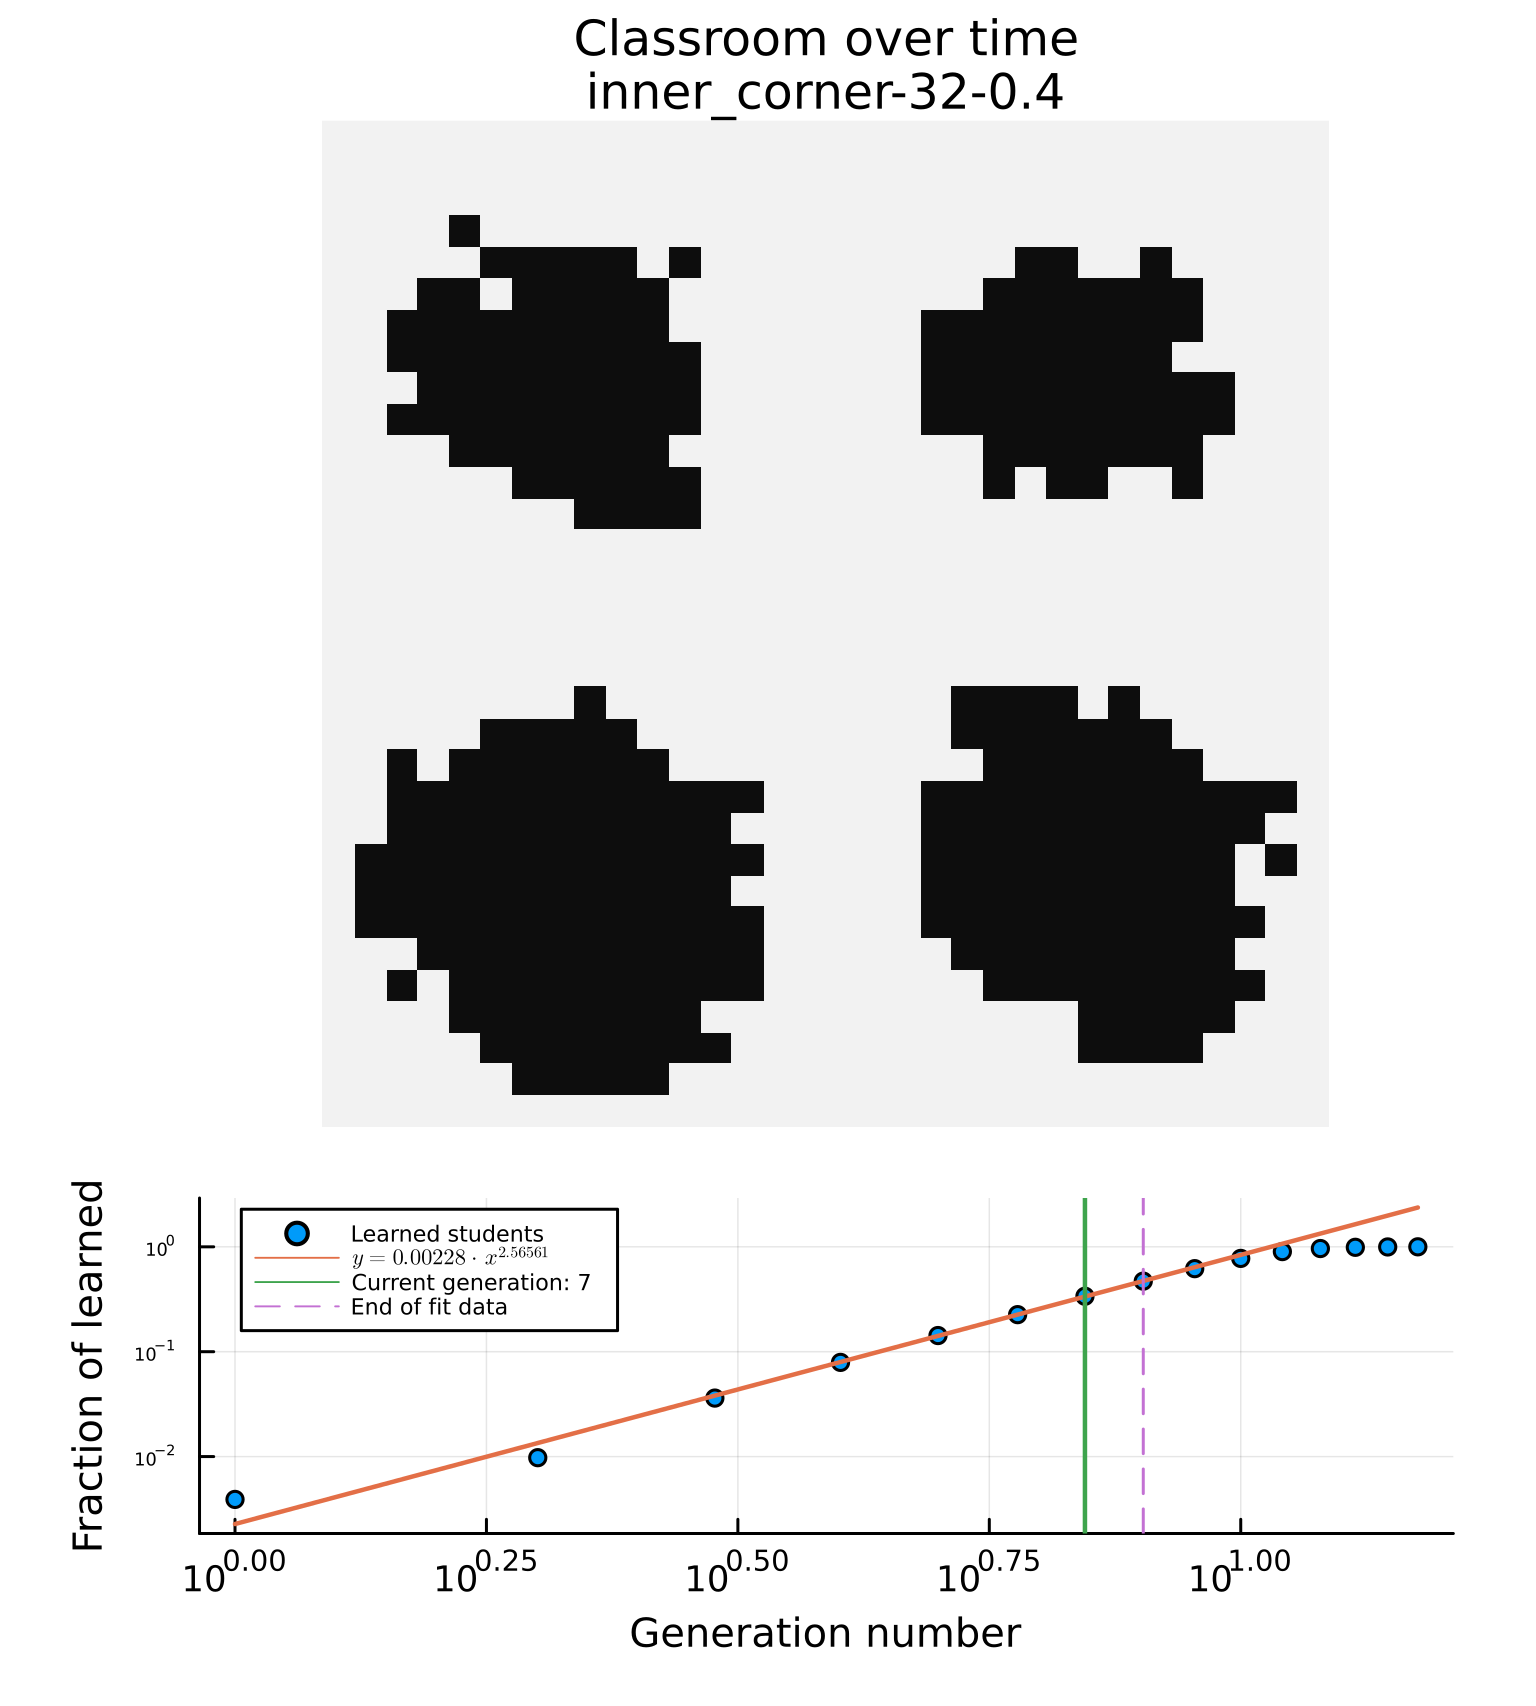 Classroom over time
inner_corner-32-0.4
Fraction of learned
10⁰
10⁻¹
10⁻²
Learned students
y = 0.00228 · x^2.56561
Current generation: 7
End of fit data
10^0.00 10^0.25 10^0.50 10^0.75 10^1.00
Generation number